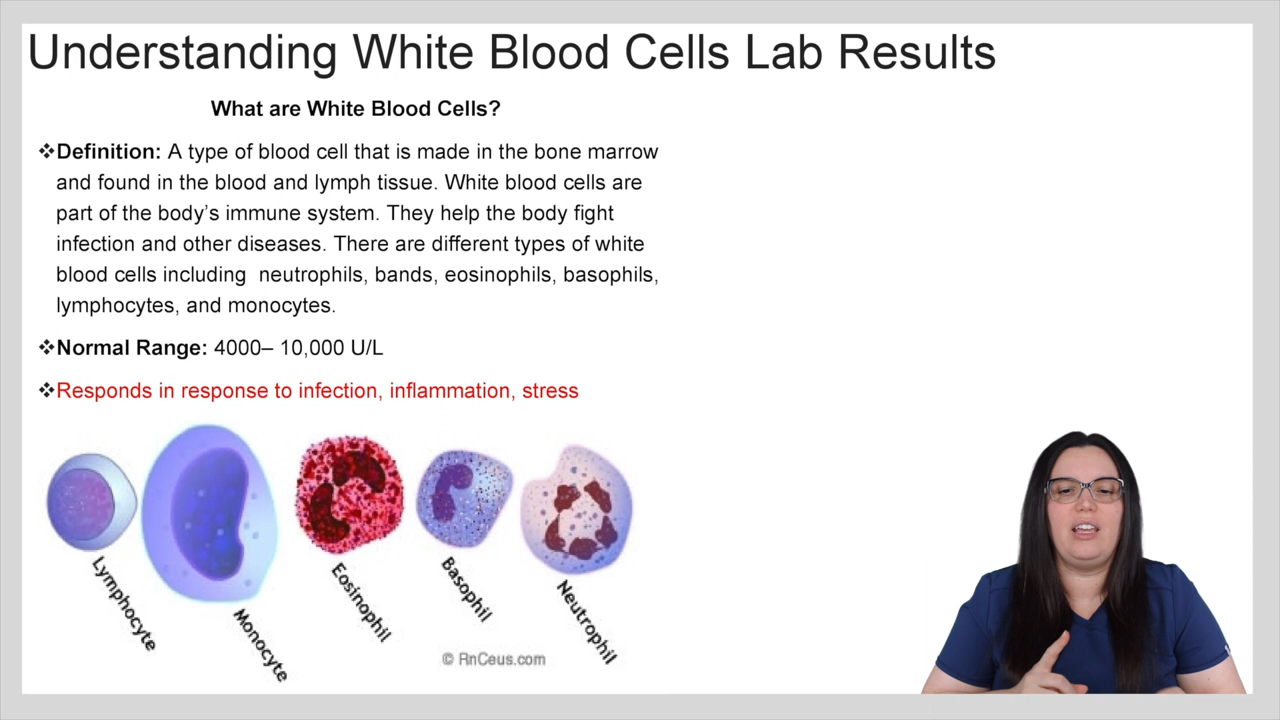 Understanding White Blood Cells Lab Results
What are White Blood Cells?
❖Definition: A type of blood cell that is made in the bone marrow
and found in the blood and lymph tissue. White blood cells are
part of the body’s immune system. They help the body fight
infection and other diseases. There are different types of white
blood cells including  neutrophils, bands, eosinophils, basophils,
lymphocytes, and monocytes.
❖Normal Range: 4000– 10,000 U/L
❖Responds in response to infection, inflammation, stress
Lymphocyte
Monocyte
Eosinophil
Basophil
Neutrophil
© RnCeus.com